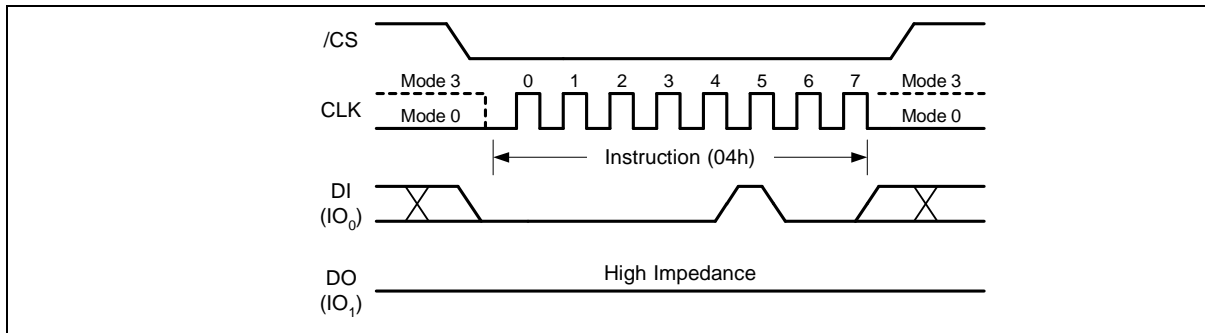 /CS
Mode 3 0 1 2 3 4 5 6 7 Mode 3
CLK
Mode 0 Mode 0
Instruction (04h)
DI
(IO0)
High Impedance
DO
(IO1)